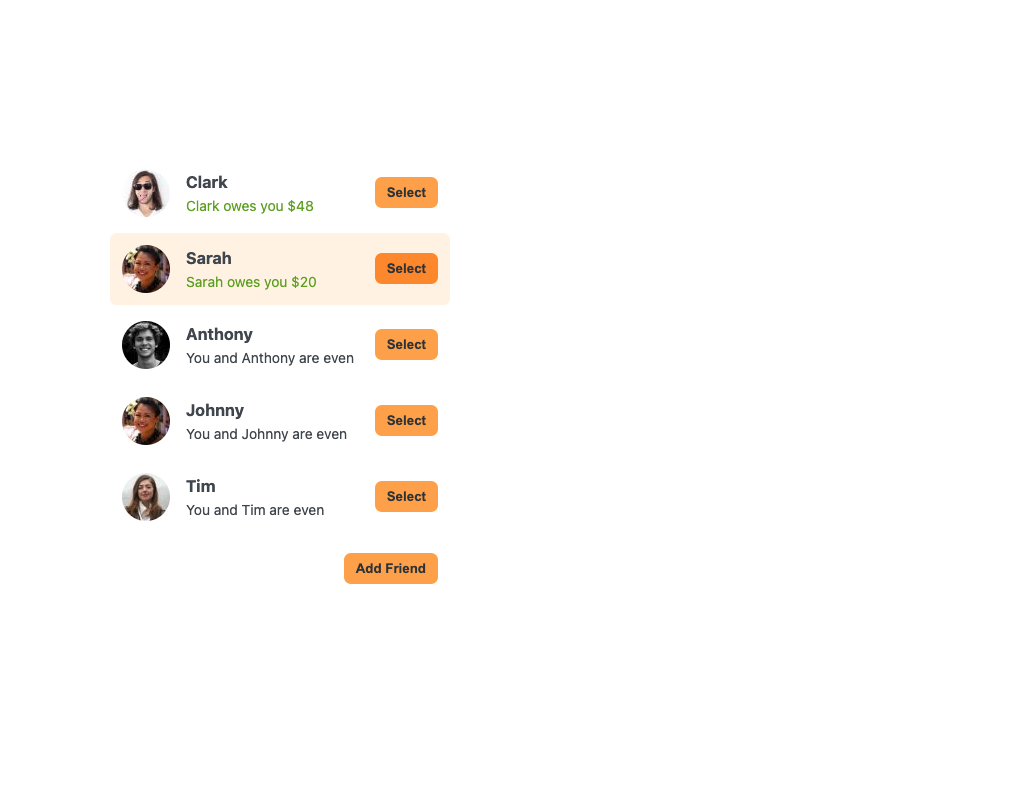 Clark
Clark owes you $48
Select
Sarah
Sarah owes you $20
Select
Anthony
You and Anthony are even
Select
Johnny
You and Johnny are even
Select
Tim
You and Tim are even
Select
Add Friend